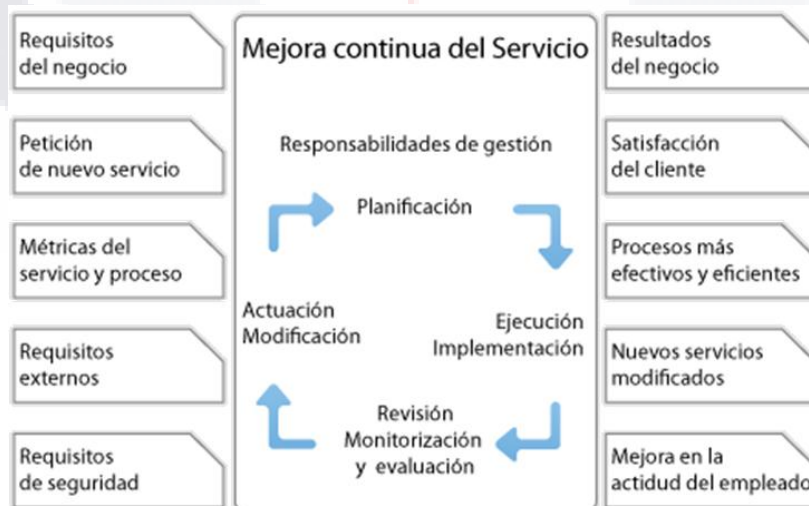 Requisitos
del negocio
Petición
de nuevo servicio
Métricas del
servicio y proceso
Requisitos
externos
Requisitos
de seguridad
Mejora continua del Servicio
Responsabilidades de gestión
Planificación
Ejecución
Implementación
Revisión
Monitorización
y evaluación
Actuación
Modificación
Resultados
del negocio
Satisfacción
del cliente
Procesos más
efectivos y eficientes
Nuevos servicios
modificados
Mejora en la
actidud del empleado